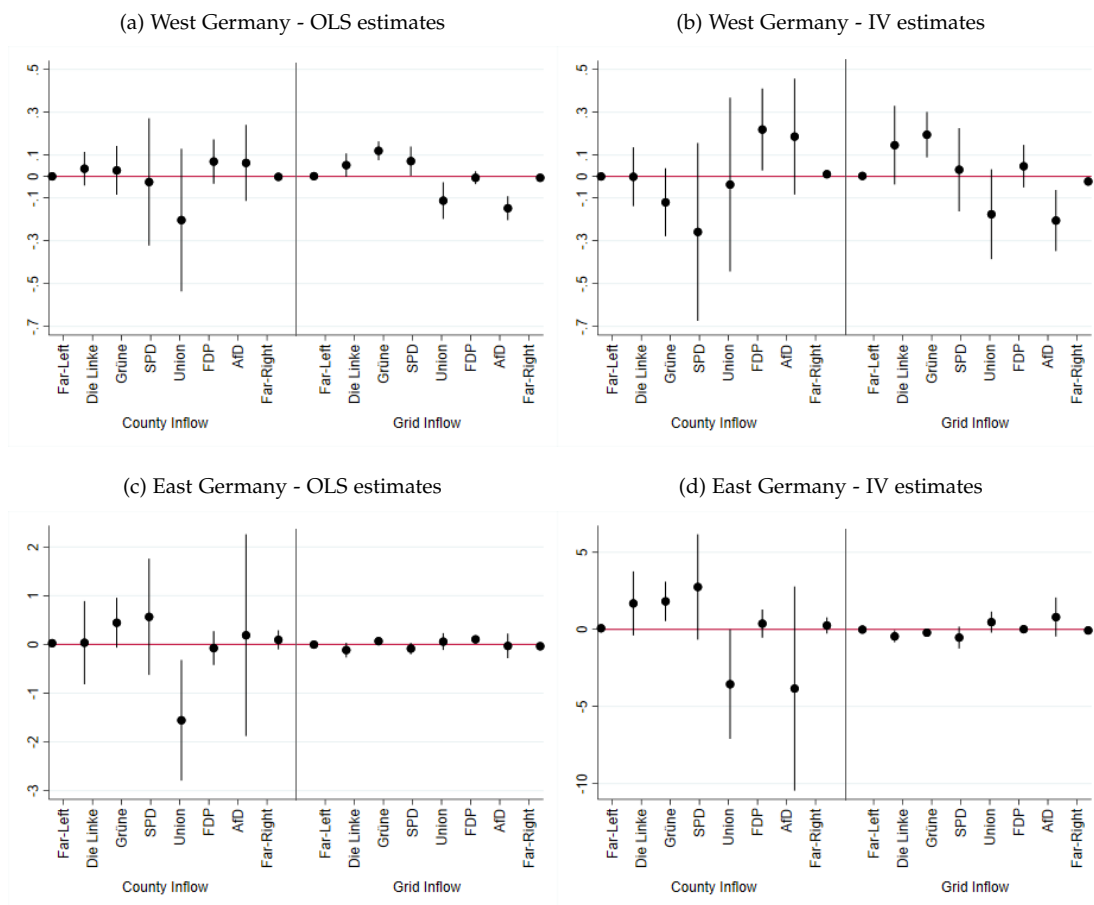 (a) West Germany - OLS estimates
.5
.3
.1
0
-.1
-.3
-.5
-.7
Far-Left
Die Linke
Grüne
SPD
Union
FDP
AfD
Far-Right
Far-Left
Die Linke
Grüne
SPD
Union
FDP
AfD
Far-Right
County Inflow
Grid Inflow
(b) West Germany - IV estimates
.5
.3
.1
0
-.1
-.3
-.5
-.7
Far-Left
Die Linke
Grüne
SPD
Union
FDP
AfD
Far-Right
Far-Left
Die Linke
Grüne
SPD
Union
FDP
AfD
Far-Right
County Inflow
Grid Inflow
(c) East Germany - OLS estimates
2
1
0
-1
-2
-3
Far-Left
Die Linke
Grüne
SPD
Union
FDP
AfD
Far-Right
Far-Left
Die Linke
Grüne
SPD
Union
FDP
AfD
Far-Right
County Inflow
Grid Inflow
(d) East Germany - IV estimates
5
0
-5
-10
Far-Left
Die Linke
Grüne
SPD
Union
FDP
AfD
Far-Right
Far-Left
Die Linke
Grüne
SPD
Union
FDP
AfD
Far-Right
County Inflow
Grid Inflow